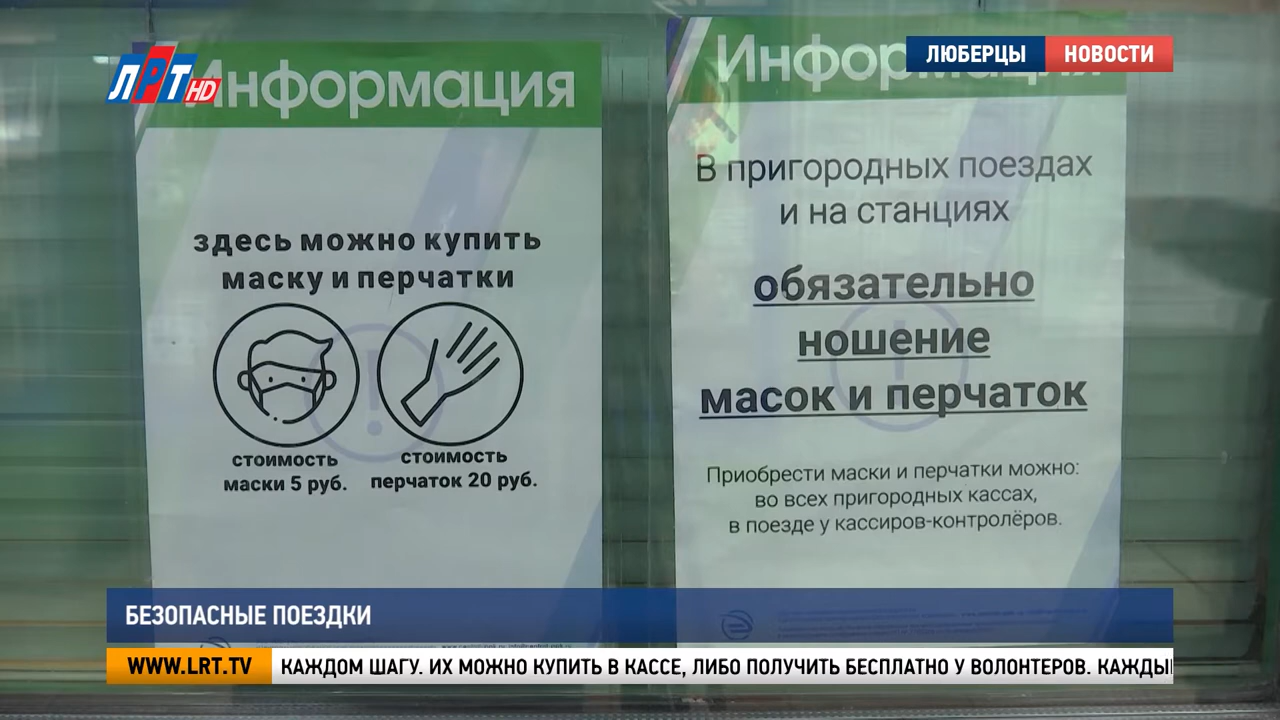 ЛРТ HD
ЛЮБЕРЦЫ НОВОСТИ
Информация
здесь можно купить
маску и перчатки
стоимость
маски 5 руб.
стоимость
перчаток 20 руб.
Информация
В пригородных поездах
и на станциях
обязательно
ношение
масок и перчаток
Приобрести маски и перчатки можно:
во всех пригородных кассах,
в поезде у кассиров-контролёров.
БЕЗОПАСНЫЕ ПОЕЗДКИ
WWW.LRT.TV
КАЖДОМ ШАГУ. ИХ МОЖНО КУПИТЬ В КАССЕ, ЛИБО ПОЛУЧИТЬ БЕСПЛАТНО У ВОЛОНТЕРОВ.